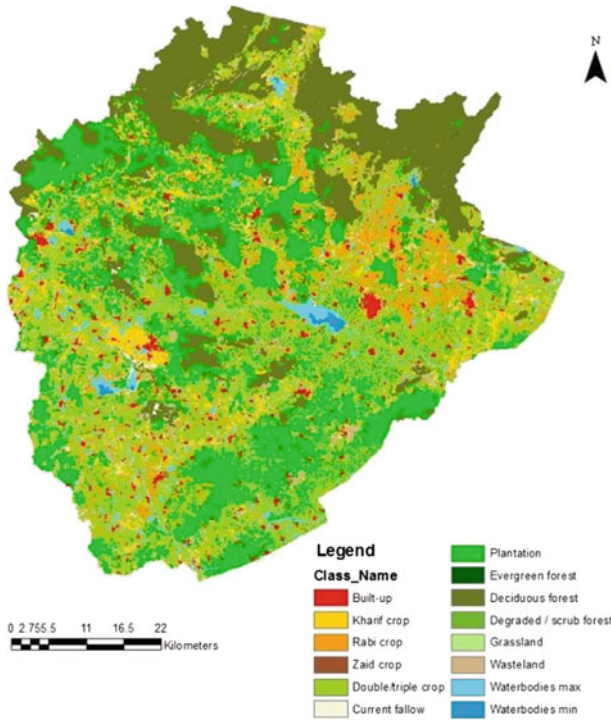 N
Legend
Class_Name
Built-up
Kharif crop
Rabi crop
Zaid crop
Double/triple crop
Current fallow
Plantation
Evergreen forest
Deciduous forest
Degraded / scrub forest
Grassland
Wasteland
Waterbodies max
Waterbodies min
0 2.755.5 11 16.5 22
Kilometers